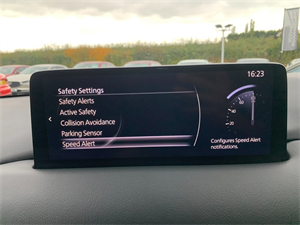 16:23
Safety Settings
Safety Alerts
Active Safety
Collision Avoidance
Parking Sensor
Speed Alert
Configures Speed Alert
notifications.